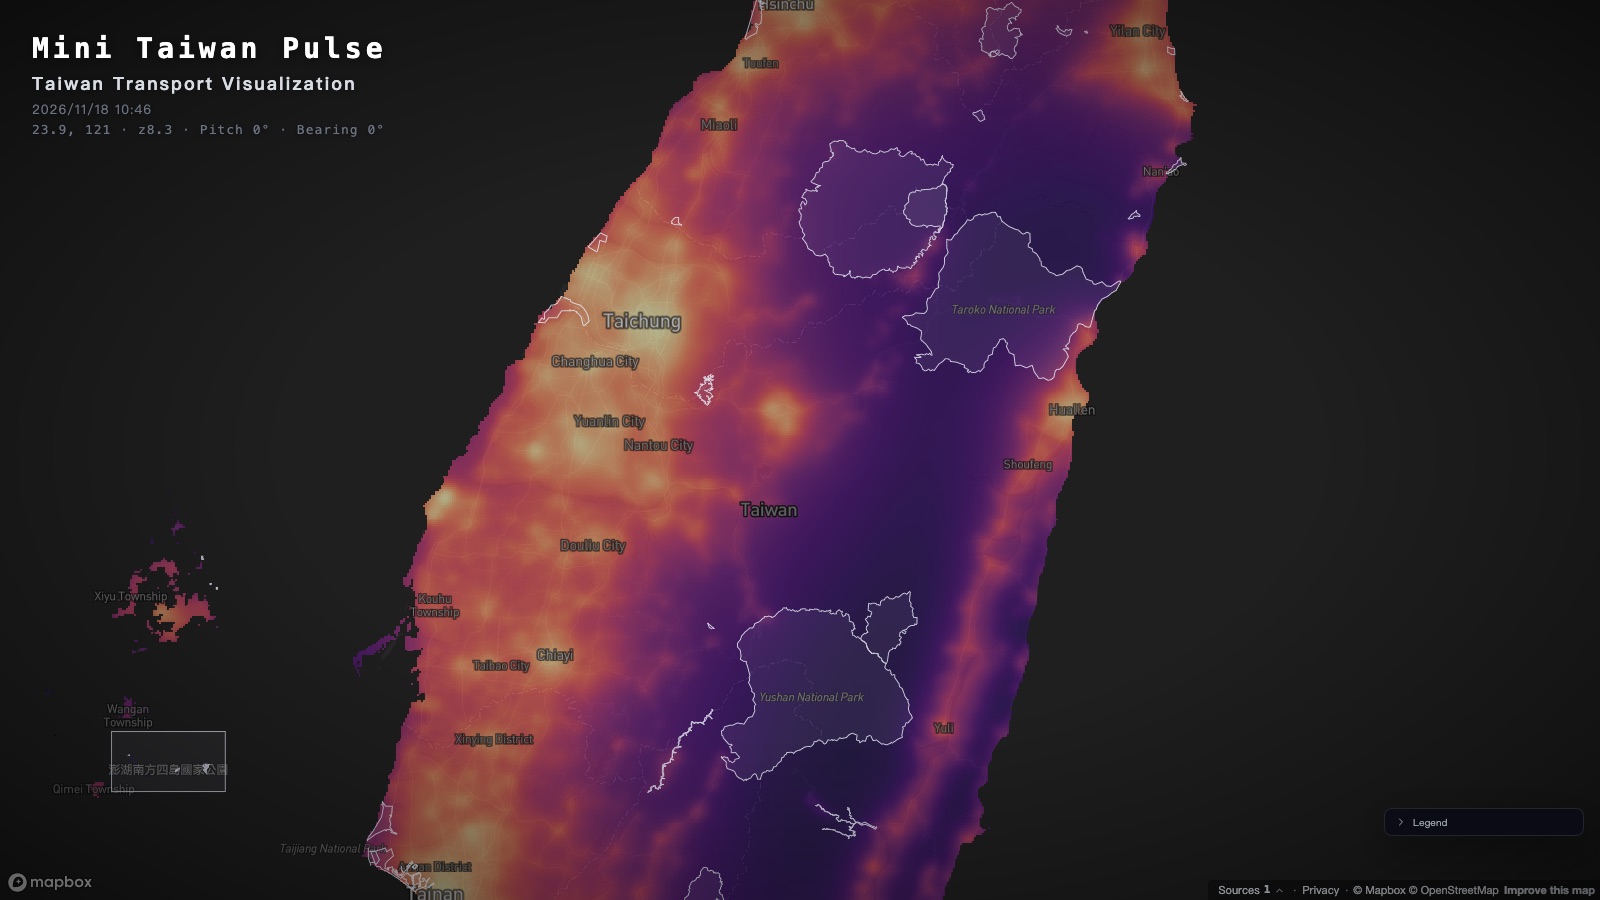 Mini Taiwan Pulse
Taiwan Transport Visualization
2026/11/18 10:46
23.9, 121 · z8.3 · Pitch 0° · Bearing 0°
Hsinchu
Yilan City
Toufen
Miaoli
Taroko National Park
Taichung
Changhua City
Hualien
Yuanlin City
Nantou City
Shoufeng
Taiwan
Douliu City
Xiyu Township
Kouhu
Township
Chiayi
Taibao City
Yushan National Park
Wangan
Township
Yuli
Xinying District
澎湖南方四島國家公園
Qimei Township
Legend
Taijiang National
District
Tainan
mapbox
Sources 1 · Privacy · © Mapbox © OpenStreetMap Improve this map